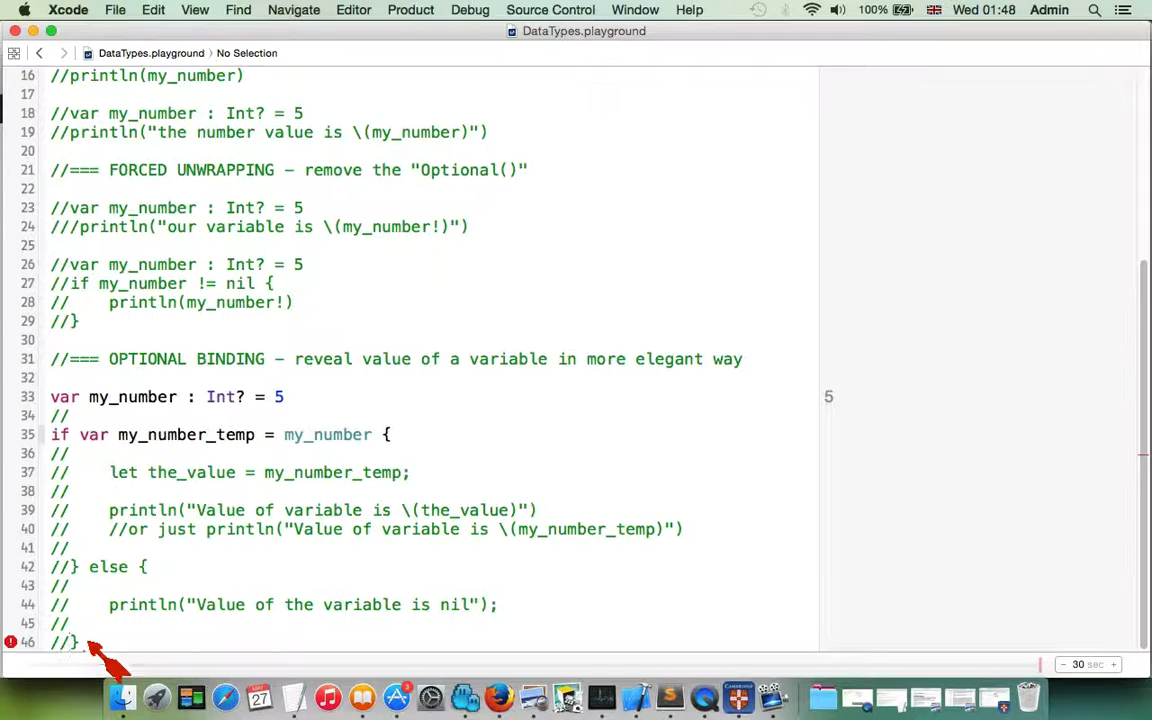 Xcode File Edit View Find Navigate Editor Product Debug Source Control Window Help 100% Wed 01:48 Admin
DataTypes.playground
DataTypes.playground › No Selection
16 //println(my_number)
17
18 //var my_number : Int? = 5
19 //println("the number value is \(my_number)")
20
21 //=== FORCED UNWRAPPING – remove the "Optional()"
22
23 //var my_number : Int? = 5
24 ///println("our variable is \(my_number!)")
25
26 //var my_number : Int? = 5
27 //if my_number != nil {
28 //    println(my_number!)
29 //}
30
31 //=== OPTIONAL BINDING – reveal value of a variable in more elegant way
32
33 var my_number : Int? = 5 5
34 //
35 if var my_number_temp = my_number {
36 //
37 //    let the_value = my_number_temp;
38 //
39 //    println("Value of variable is \(the_value)")
40 //    //or just println("Value of variable is \(my_number_temp)")
41 //
42 //} else {
43 //
44 //    println("Value of the variable is nil");
45 //
46 //}
– 30 sec +
MAY 27
3
CAMBRIDGE